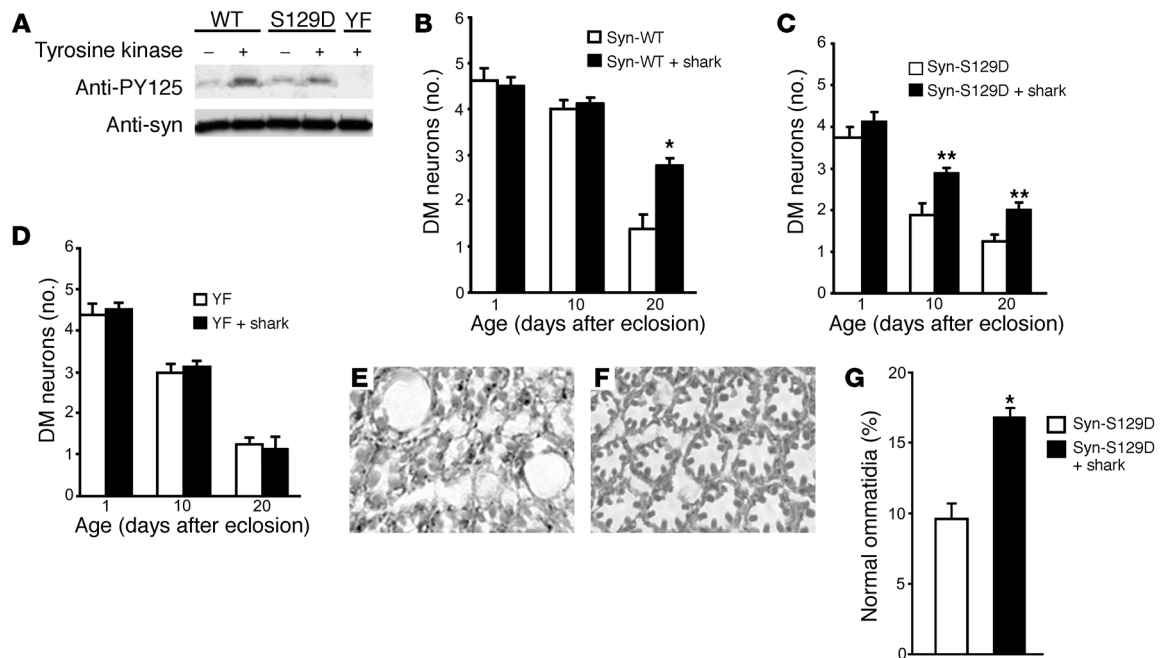 A
WT S129D YF
Tyrosine kinase – + – + +
Anti-PY125
Anti-syn
B
DM neurons (no.)
6
5
4
3
2
1
0
Syn-WT
Syn-WT + shark
*
1 10 20
Age (days after eclosion)
C
DM neurons (no.)
6
5
4
3
2
1
0
Syn-S129D
Syn-S129D + shark
**
**
1 10 20
Age (days after eclosion)
D
DM neurons (no.)
6
5
4
3
2
1
0
YF
YF + shark
1 10 20
Age (days after eclosion)
E
F
G
Normal ommatidia (%)
20
15
10
5
0
*
Syn-S129D
Syn-S129D
+ shark